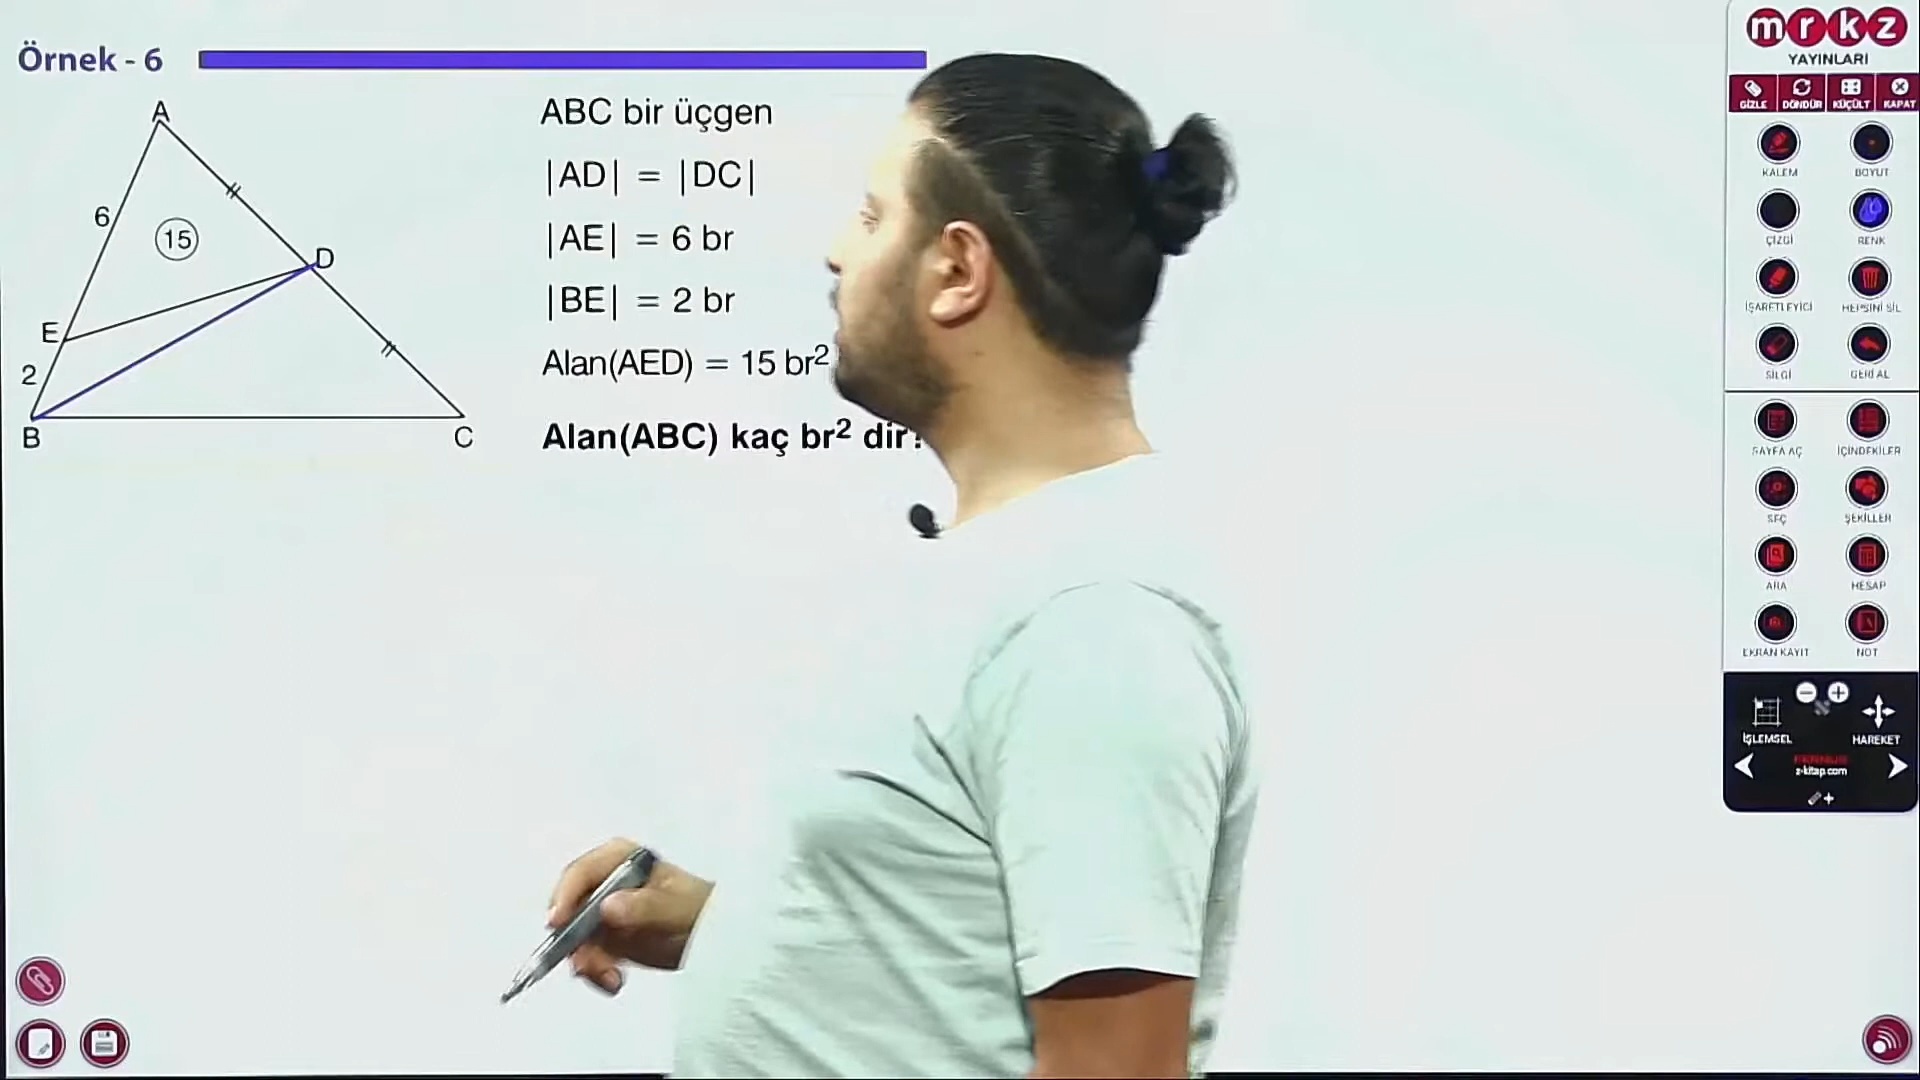 Örnek - 6
A
6
15
D
E
2
B
C
ABC bir üçgen
|AD| = |DC|
|AE| = 6 br
|BE| = 2 br
Alan(AED) = 15 br²
Alan(ABC) kaç br² dir?
mrkz
YAYINLARI
GİZLE DÖNDÜR KÜÇÜLT KAPAT
KALEM BOYUT
ÇİZGİ RENK
İŞARETLEYİCİ HEPSİNİ SİL
SİLGİ GERİ AL
SAYFA AÇ İÇİNDEKİLER
SEÇ ŞEKİLLER
ARA HESAP
EKRAN KAYIT NOT
İŞLEMSEL HAREKET
FERNUS
z-kitap.com